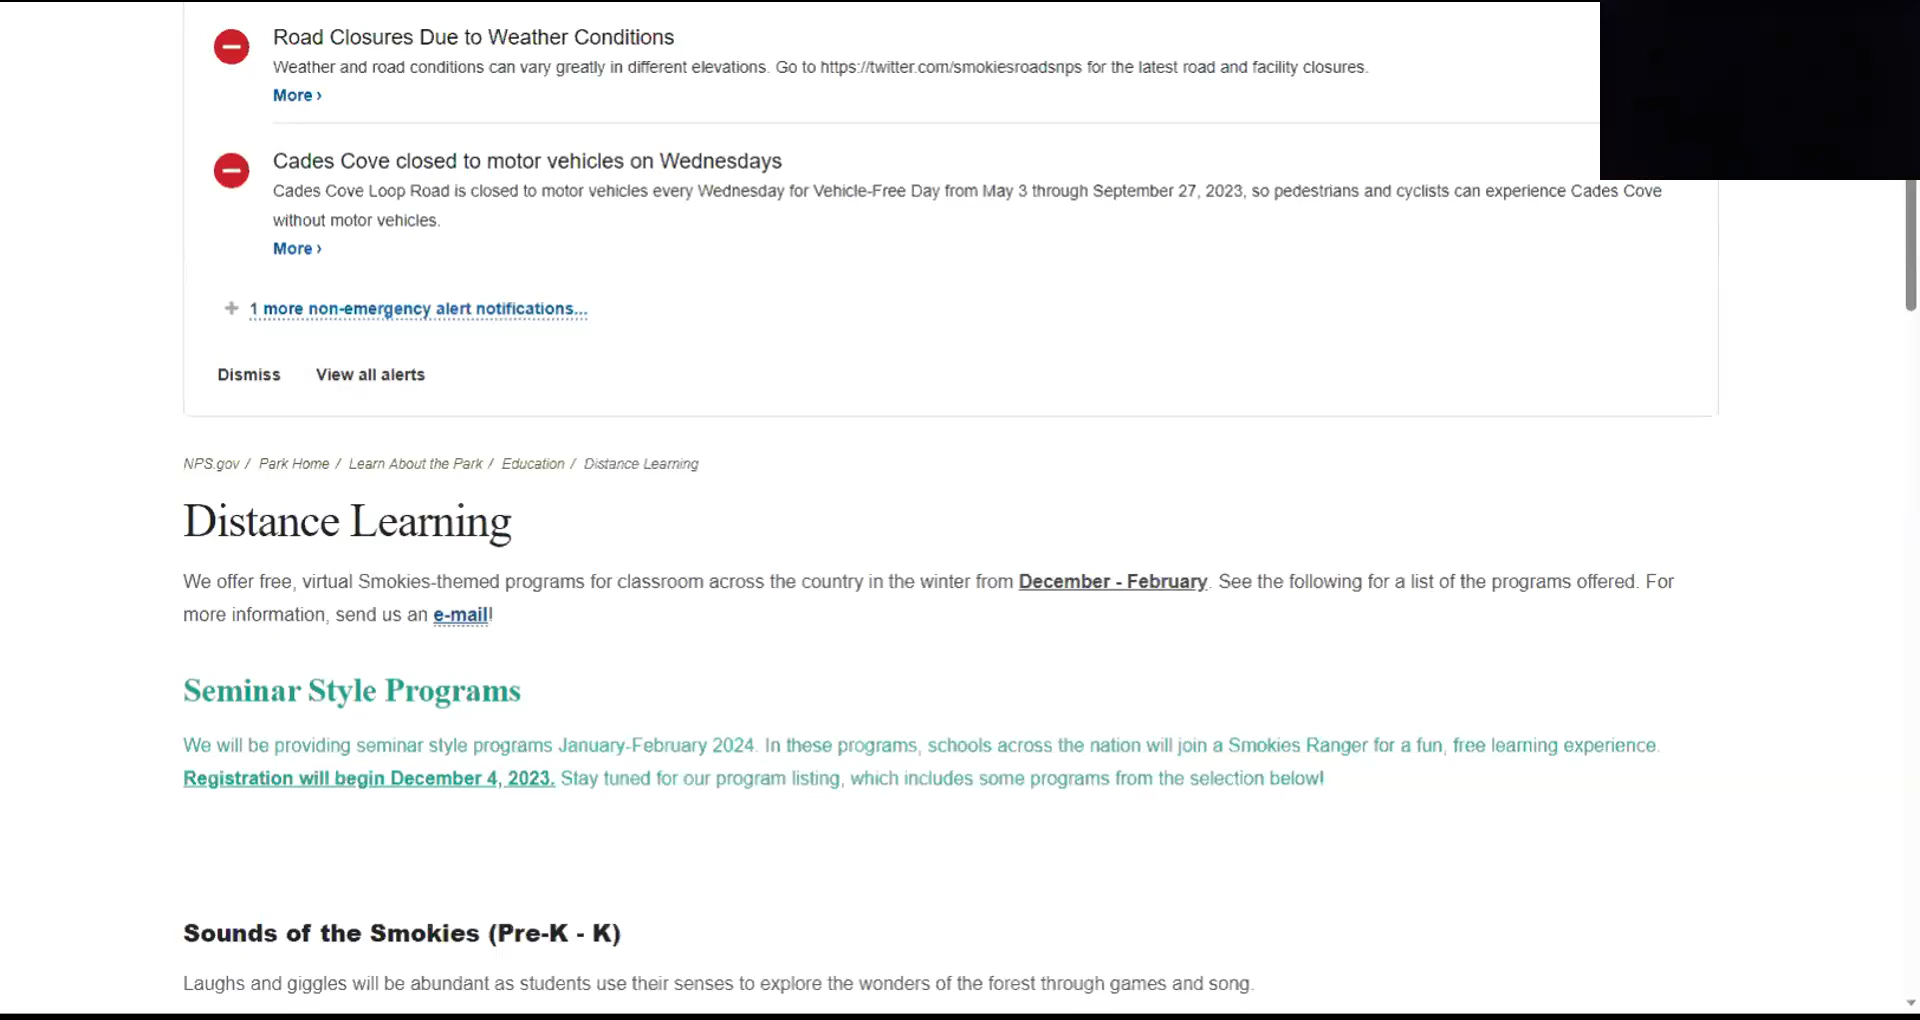 Road Closures Due to Weather Conditions
Weather and road conditions can vary greatly in different elevations. Go to https://twitter.com/smokiesroadsnps for the latest road and facility closures.
More ›
Cades Cove closed to motor vehicles on Wednesdays
Cades Cove Loop Road is closed to motor vehicles every Wednesday for Vehicle-Free Day from May 3 through September 27, 2023, so pedestrians and cyclists can experience Cades Cove
without motor vehicles.
More ›
+ 1 more non-emergency alert notifications...
Dismiss View all alerts
NPS.gov / Park Home / Learn About the Park / Education / Distance Learning
Distance Learning
We offer free, virtual Smokies-themed programs for classroom across the country in the winter from December - February. See the following for a list of the programs offered. For
more information, send us an e-mail!
Seminar Style Programs
We will be providing seminar style programs January-February 2024. In these programs, schools across the nation will join a Smokies Ranger for a fun, free learning experience.
Registration will begin December 4, 2023. Stay tuned for our program listing, which includes some programs from the selection below!
Sounds of the Smokies (Pre-K - K)
Laughs and giggles will be abundant as students use their senses to explore the wonders of the forest through games and song.